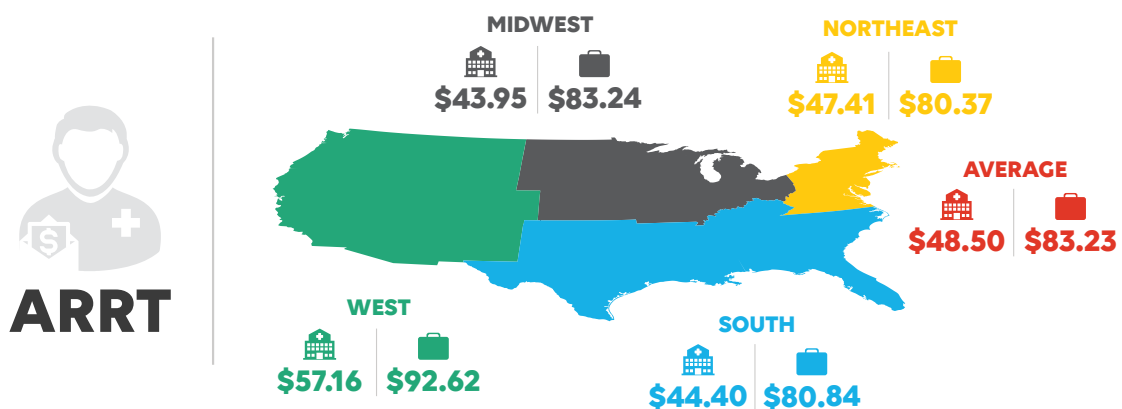 MIDWEST
$43.95 $83.24
NORTHEAST
$47.41 $80.37
AVERAGE
$48.50 $83.23
$
ARRT
WEST
$57.16 $92.62
SOUTH
$44.40 $80.84